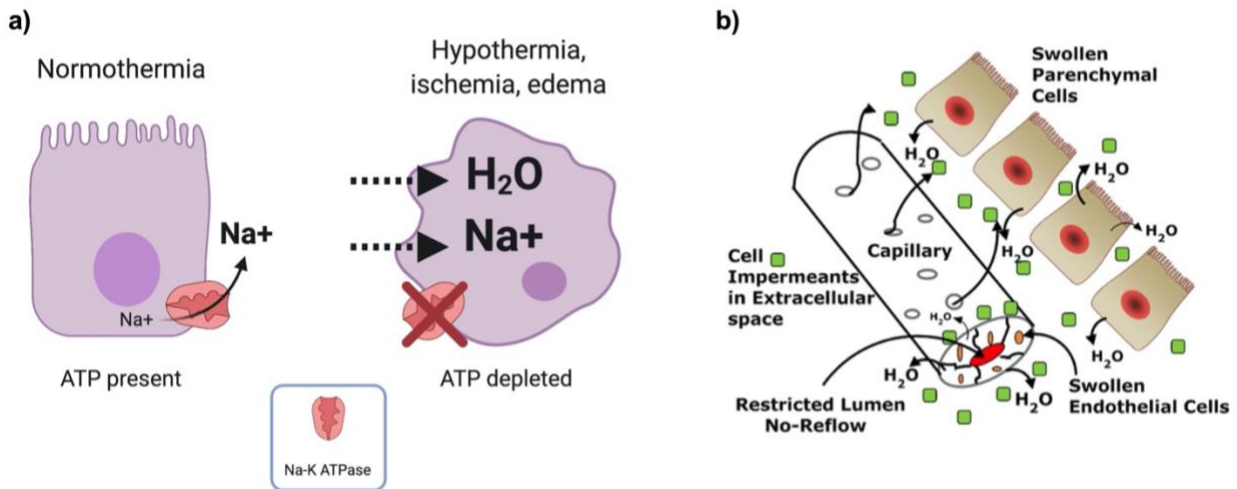 a)
Normothermia
Na+
Na+
ATP present
Hypothermia,
ischemia, edema
H₂O
Na+
ATP depleted
Na-K ATPase
b)
Swollen
Parenchymal
Cells
H₂O
H₂O
H₂O
H₂O
H₂O
Capillary
Cell
Impermeants
in Extracellular
space
H₂O
H₂O
H₂O
Restricted Lumen
No-Reflow
Swollen
Endothelial Cells